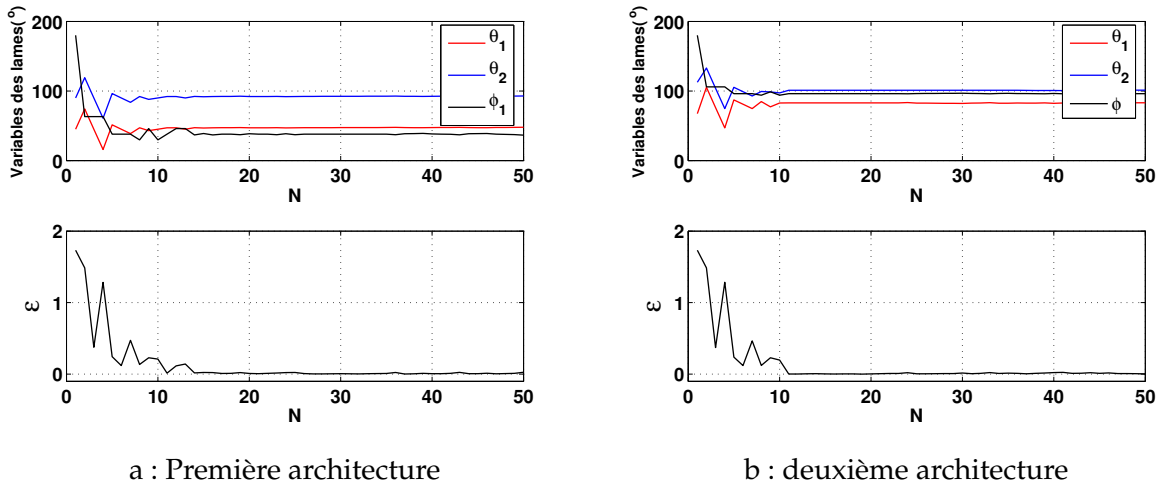 Variables des lames(°)
200
100
0
θ1
θ2
ϕ1
0 10 20 30 40 50
N
ε
2
1
0
0 10 20 30 40 50
N
a : Première architecture
Variables des lames(°)
200
100
0
θ1
θ2
ϕ
0 10 20 30 40 50
N
ε
2
1
0
0 10 20 30 40 50
N
b : deuxième architecture